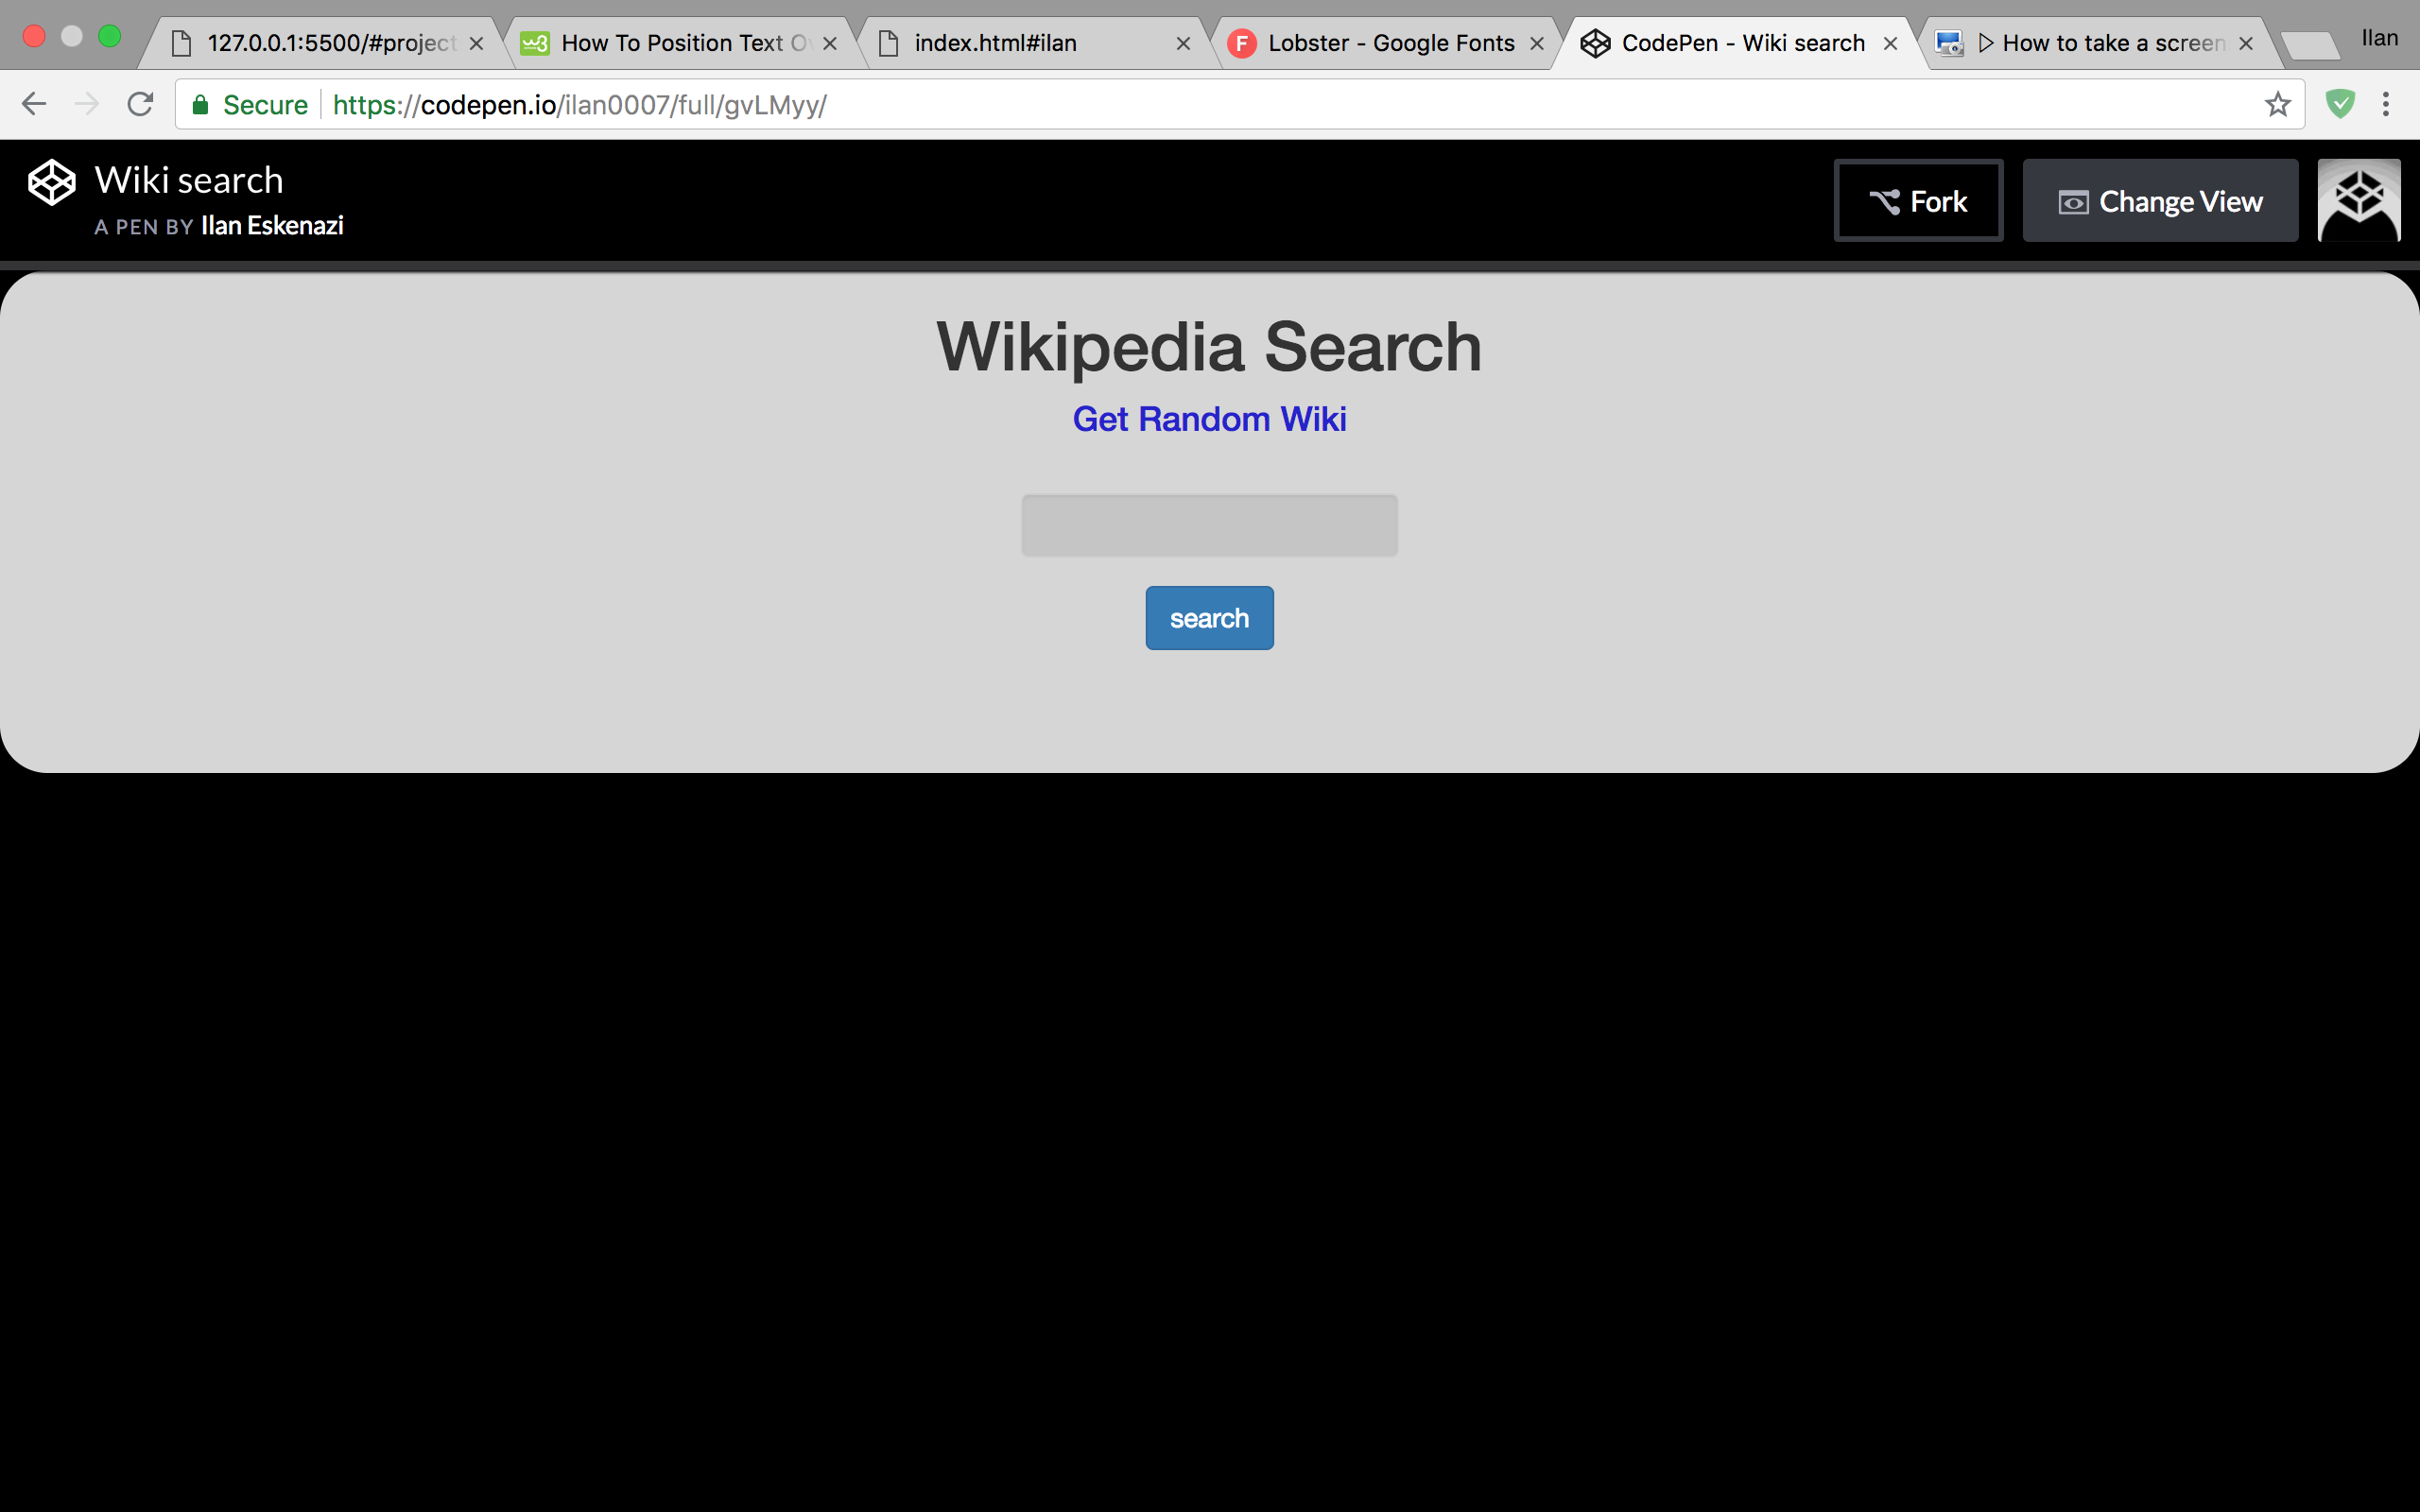 127.0.0.1:5500/#project
How To Position Text O
index.html#ilan
Lobster - Google Fonts
CodePen - Wiki search
How to take a screen
Ilan
Secure
https://codepen.io/ilan0007/full/gvLMyy/
Wiki search
A PEN BY Ilan Eskenazi
Fork
Change View
Wikipedia Search
Get Random Wiki
search